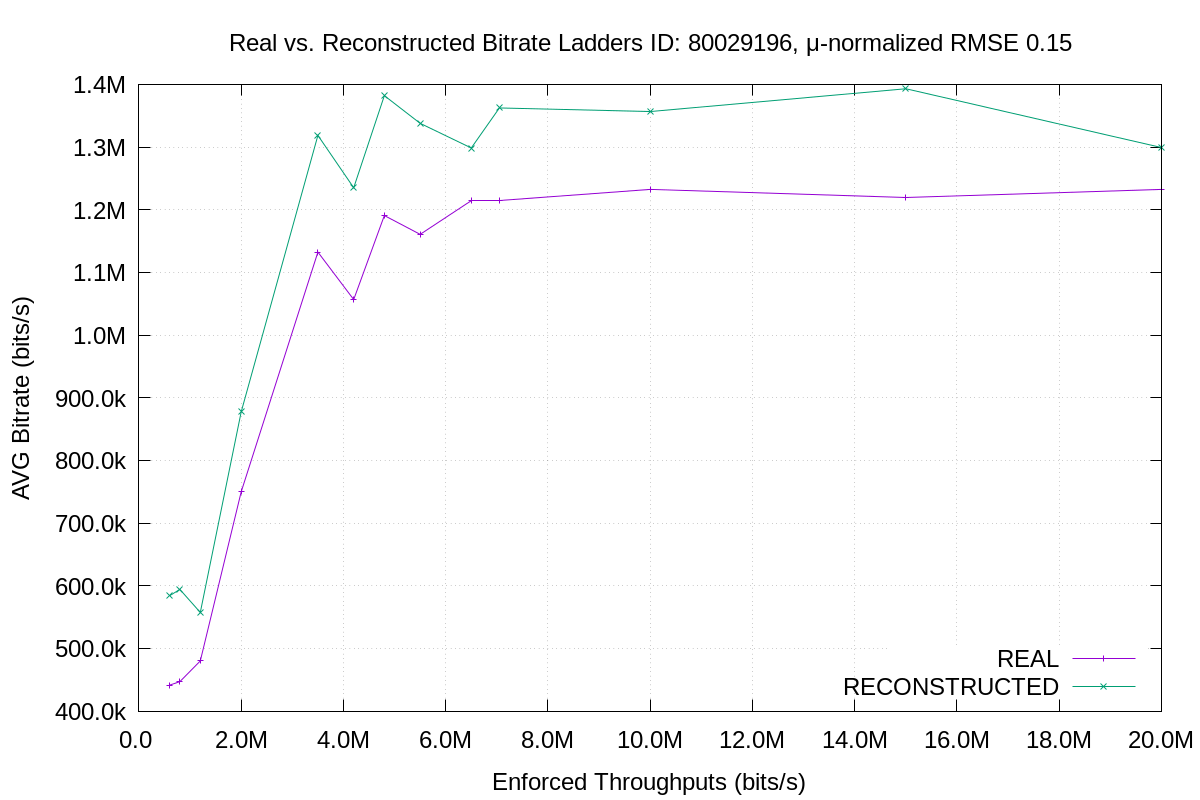 Real vs. Reconstructed Bitrate Ladders ID: 80029196, μ-normalized RMSE 0.15
1.4M
1.3M
1.2M
1.1M
1.0M
900.0k
800.0k
700.0k
600.0k
500.0k
400.0k
AVG Bitrate (bits/s)
REAL
RECONSTRUCTED
0.0 2.0M 4.0M 6.0M 8.0M 10.0M 12.0M 14.0M 16.0M 18.0M 20.0M
Enforced Throughputs (bits/s)